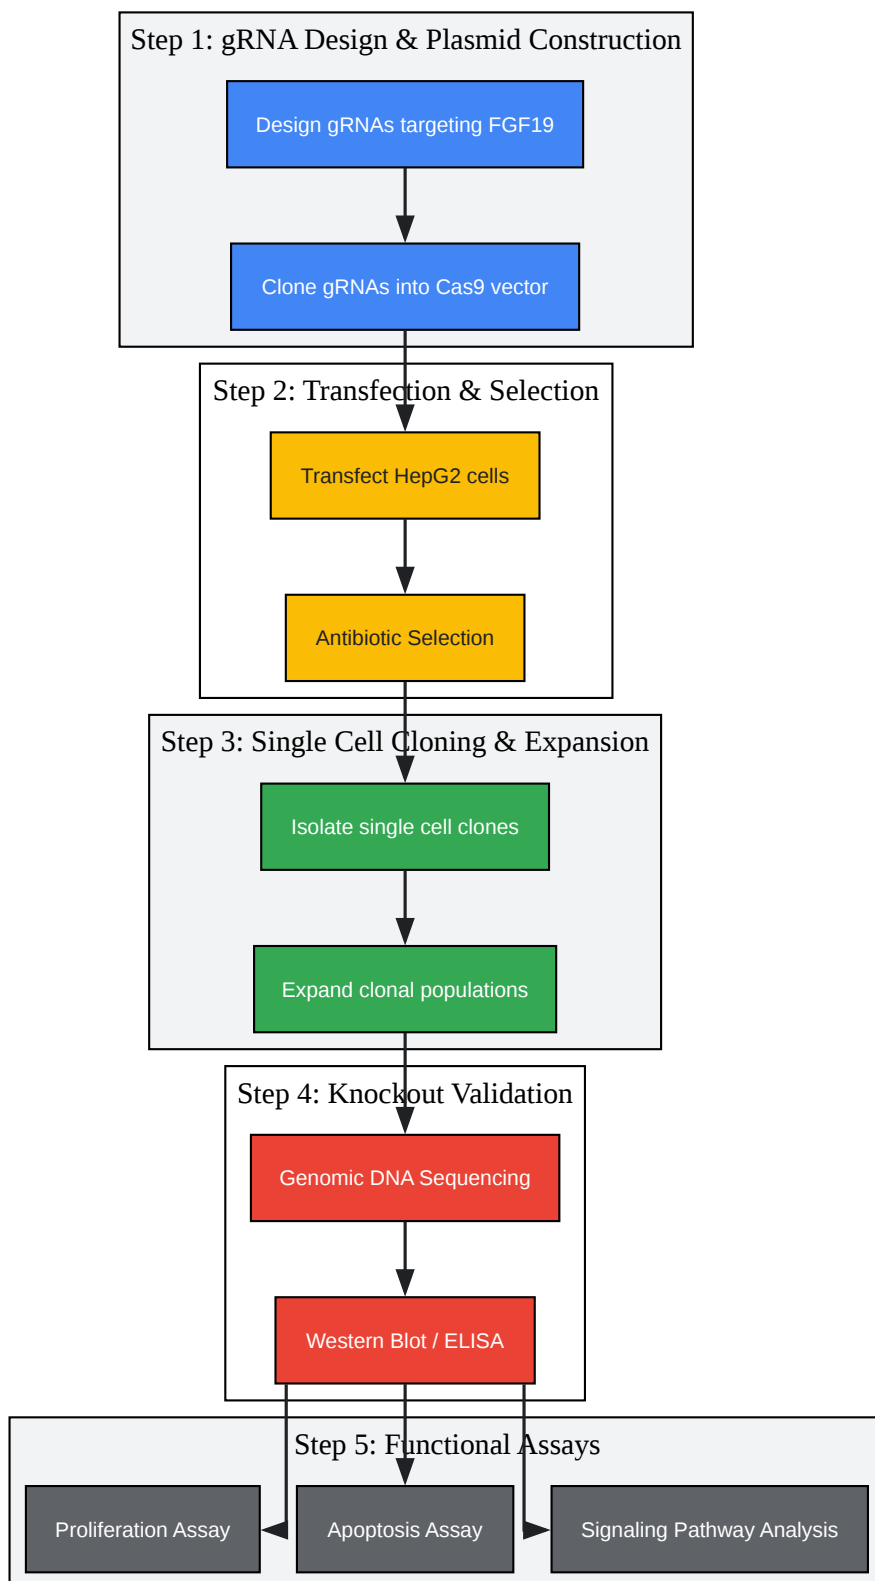 Step 1: gRNA Design & Plasmid Construction
Design gRNAs targeting FGF19
Clone gRNAs into Cas9 vector
Step 2: Transfection & Selection
Transfect HepG2 cells
Antibiotic Selection
Step 3: Single Cell Cloning & Expansion
Isolate single cell clones
Expand clonal populations
Step 4: Knockout Validation
Genomic DNA Sequencing
Western Blot / ELISA
Step 5: Functional Assays
Proliferation Assay
Apoptosis Assay
Signaling Pathway Analysis